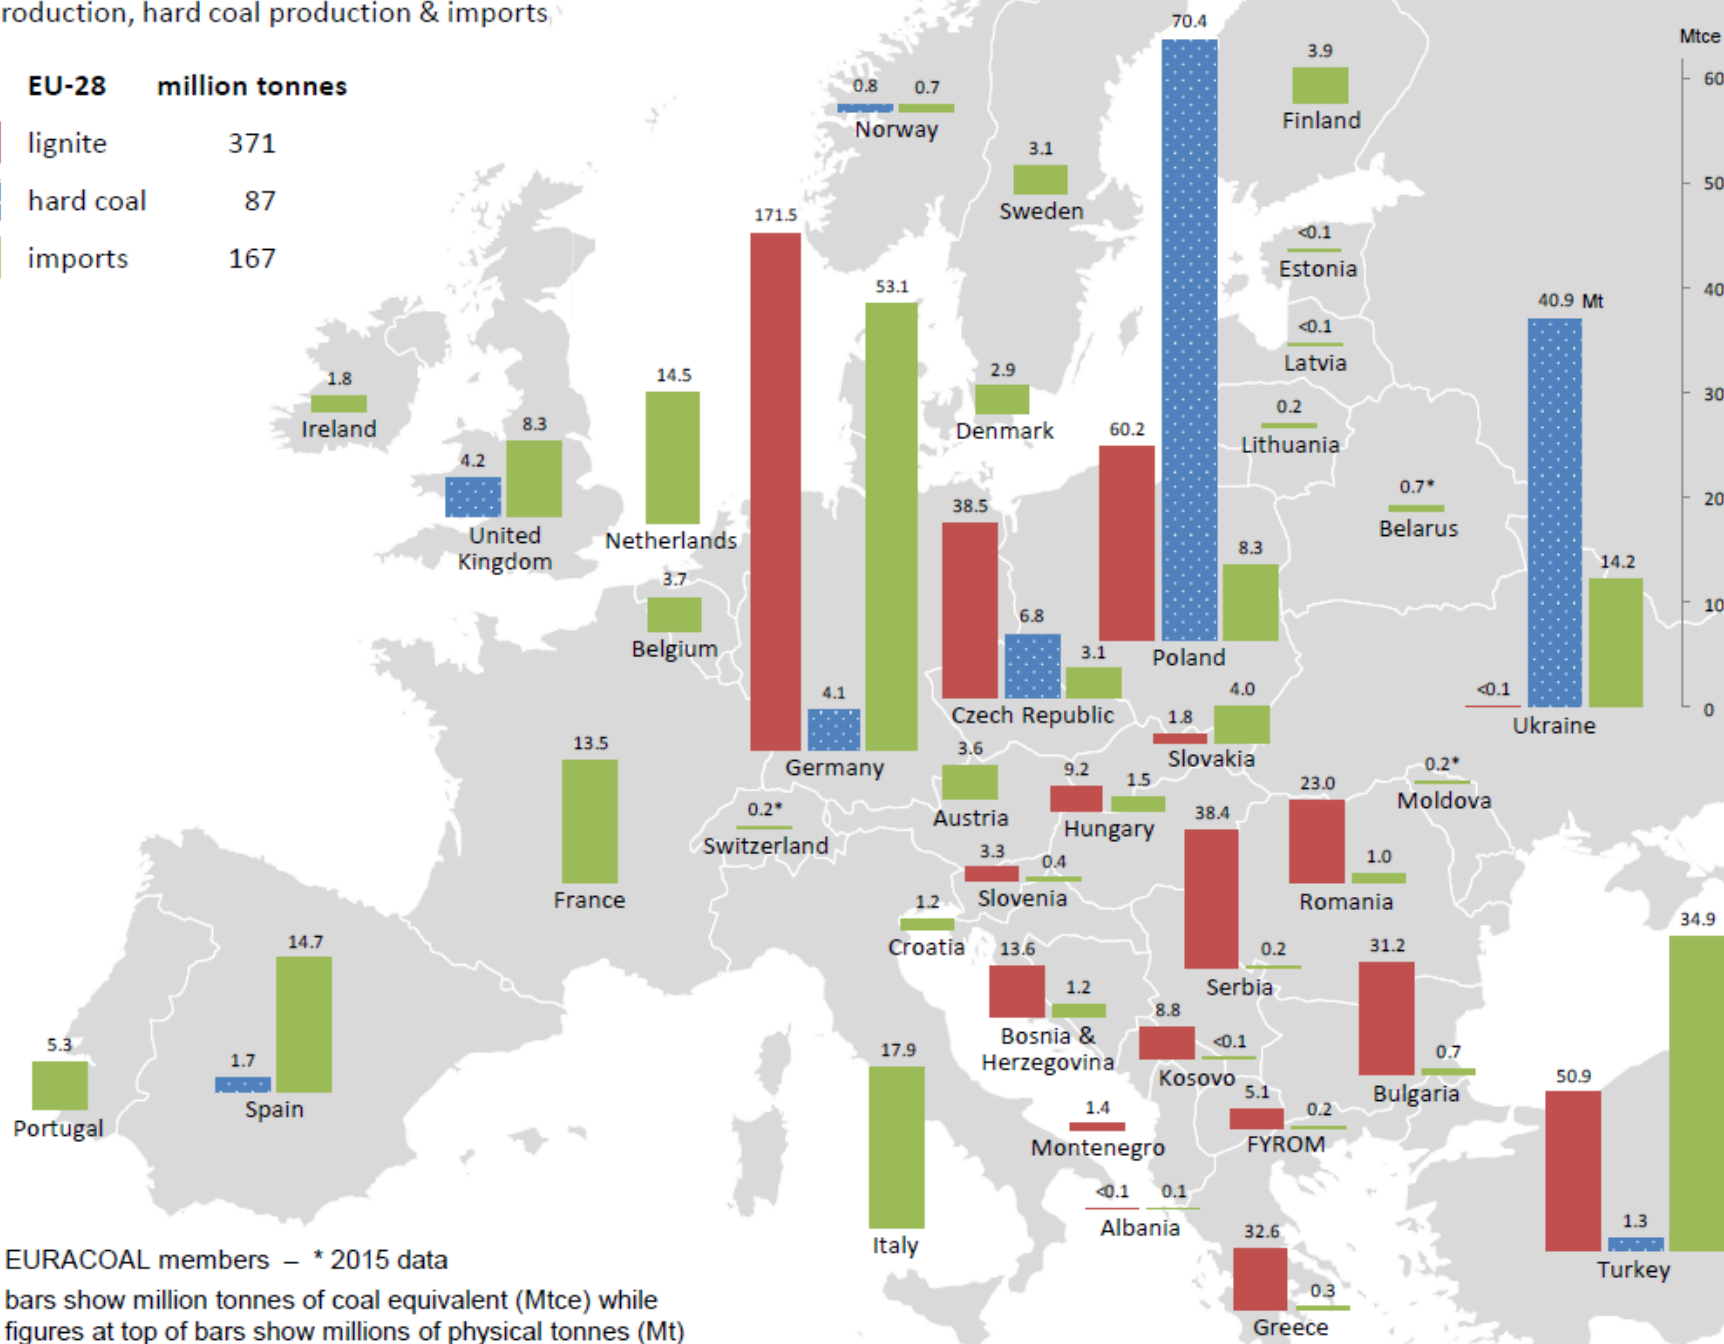 roduction, hard coal production & imports
EU-28 million tonnes
lignite 371
hard coal 87
imports 167
70.4
Mtce
60
50
40
30
20
10
0
0.8 0.7
Norway
3.9
Finland
3.1
Sweden
<0.1
Estonia
<0.1
Latvia
0.2
Lithuania
0.7*
Belarus
40.9 Mt
<0.1
14.2
Ukraine
1.8
Ireland
4.2
8.3
United
Kingdom
14.5
Netherlands
3.7
Belgium
171.5
4.1
53.1
Germany
2.9
Denmark
38.5
6.8
3.1
Czech Republic
60.2
8.3
Poland
1.8
4.0
Slovakia
13.5
France
0.2*
Switzerland
3.6
Austria
9.2
1.5
Hungary
3.3
0.4
Slovenia
1.2
Croatia
38.4
0.2
Serbia
23.0
1.0
Romania
0.2*
Moldova
13.6
1.2
Bosnia &
Herzegovina
8.8
<0.1
Kosovo
31.2
0.7
Bulgaria
5.3
Portugal
1.7
14.7
Spain
17.9
Italy
1.4
Montenegro
5.1
0.2
FYROM
<0.1
0.1
Albania
32.6
0.3
Greece
50.9
1.3
34.9
Turkey
EURACOAL members – * 2015 data
bars show million tonnes of coal equivalent (Mtce) while
figures at top of bars show millions of physical tonnes (Mt)